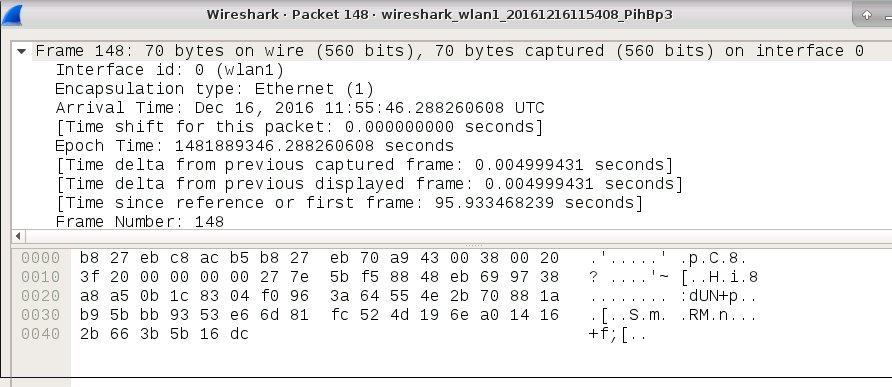 Wireshark · Packet 148 · wireshark_wlan1_20161216115408_PihBp3
Frame 148: 70 bytes on wire (560 bits), 70 bytes captured (560 bits) on interface 0
Interface id: 0 (wlan1)
Encapsulation type: Ethernet (1)
Arrival Time: Dec 16, 2016 11:55:46.288260608 UTC
[Time shift for this packet: 0.000000000 seconds]
Epoch Time: 1481889346.288260608 seconds
[Time delta from previous captured frame: 0.004999431 seconds]
[Time delta from previous displayed frame: 0.004999431 seconds]
[Time since reference or first frame: 95.933468239 seconds]
Frame Number: 148
0000 b8 27 eb c8 ac b5 b8 27 eb 70 a9 43 00 38 00 20 .'.....' .p.C.8.
0010 3f 20 00 00 00 00 27 7e 5b f5 88 48 eb 69 97 38 ? ....'~ [..H.i.8
0020 a8 a5 0b 1c 83 04 f0 96 3a 64 55 4e 2b 70 88 1a ........ :dUN+p..
0030 b9 5b bb 93 53 e6 6d 81 fc 52 4d 19 6e a0 14 16 .[..S.m. .RM.n...
0040 2b 66 3b 5b 16 dc +f;[..